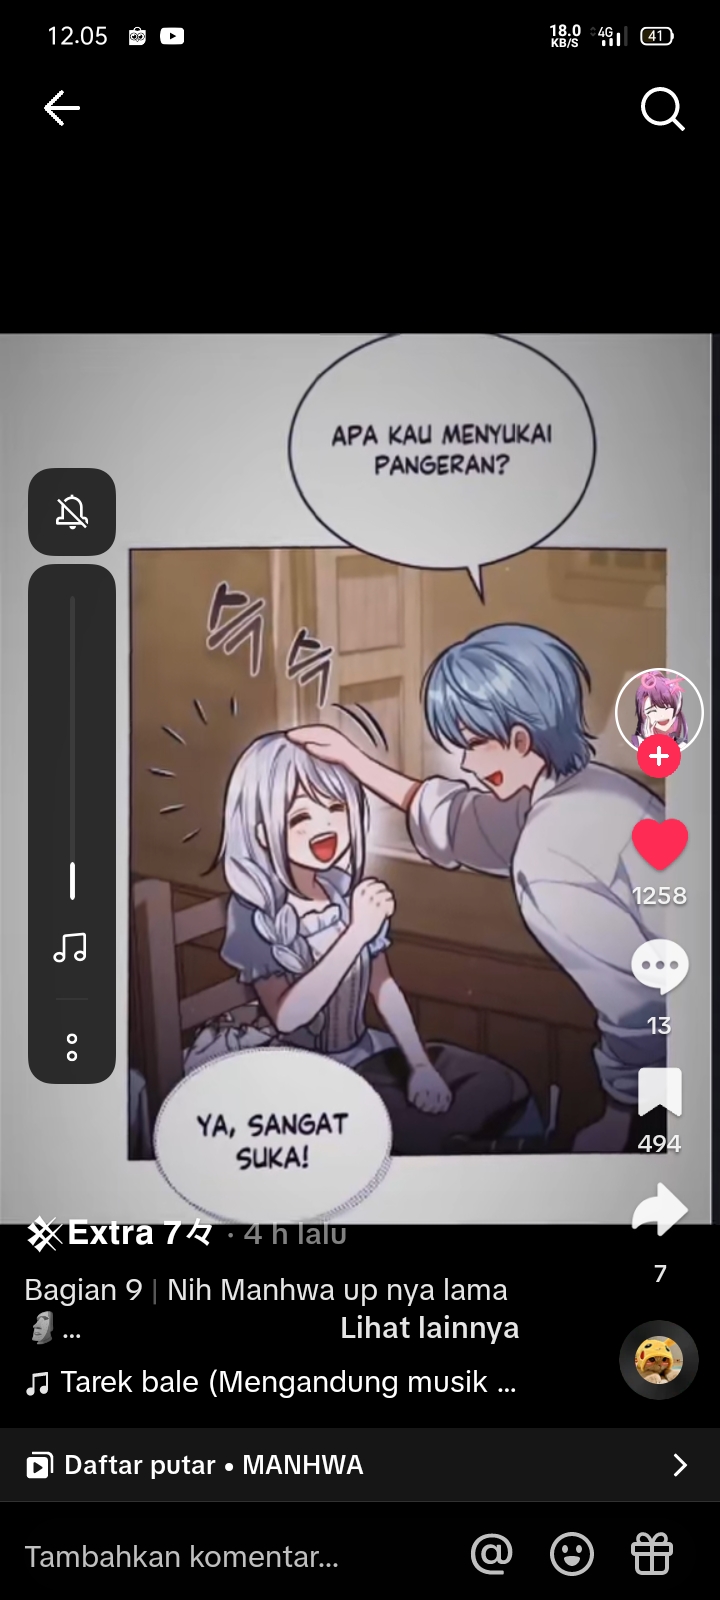 12.05
18.0
KB/S
4G
41
APA KAU MENYUKAI
PANGERAN?
슥
슥
YA, SANGAT
SUKA!
1258
13
494
7
Extra 7々 · 4 h lalu
Bagian 9 | Nih Manhwa up nya lama
🗿 ... Lihat lainnya
Tarek bale (Mengandung musik ...
Daftar putar • MANHWA
Tambahkan komentar...